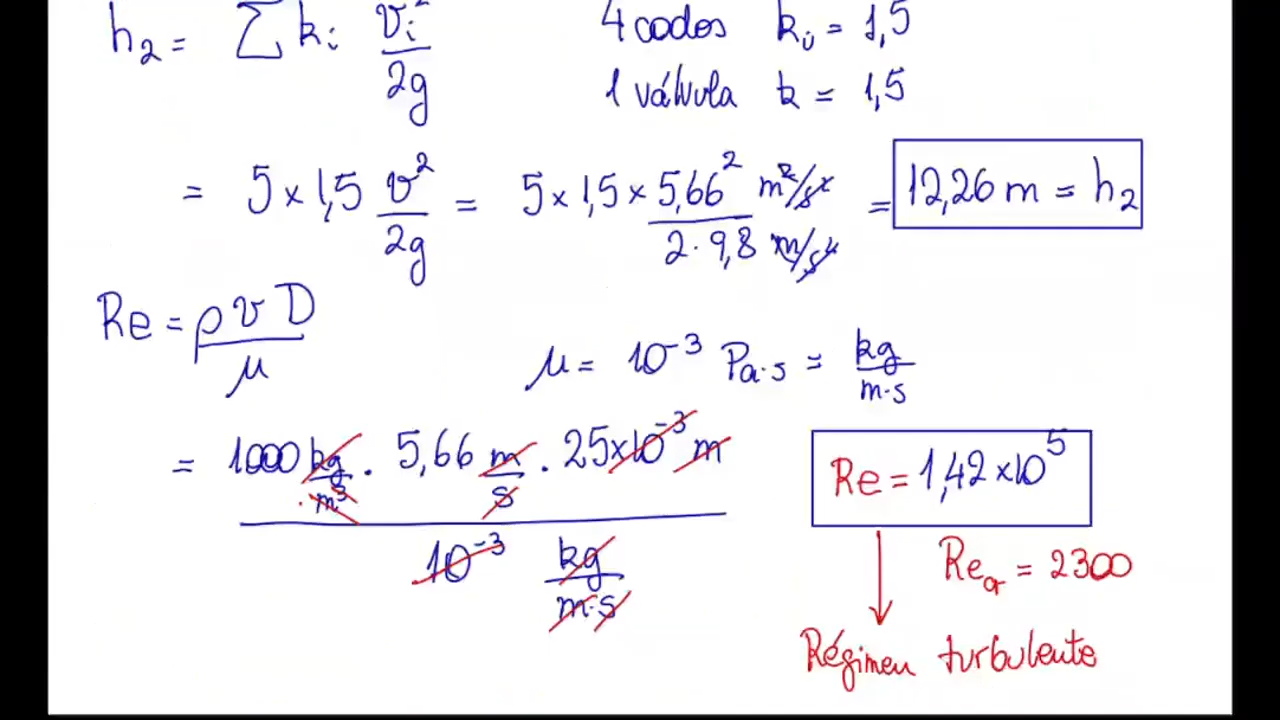 h₂ = Σ kᵢ vᵢ²/2g 4 codos kᵢ = 1,5
1 válvula k = 1,5
= 5 × 1,5 v²/2g = 5 × 1,5 × 5,66² m²/s² / 2 · 9,8 m/s² = 12,26 m = h₂
Re = ρ v D / μ
μ = 10⁻³ Pa·s = kg/m·s
= 1000 kg/m³ · 5,66 m/s · 25×10⁻³ m / 10⁻³ kg/m·s
Re = 1,42 ×10⁵
Re_cr = 2300
Régimen turbulento